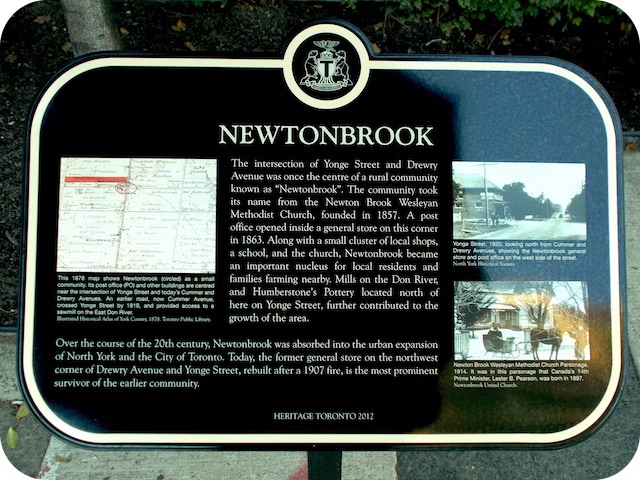 T
NEWTONBROOK
The intersection of Yonge Street and Drewry
Avenue was once the centre of a rural community
known as "Newtonbrook". The community took
its name from the Newton Brook Wesleyan
Methodist Church, founded in 1857. A post
office opened inside a general store on this corner
in 1863. Along with a small cluster of local shops,
a school, and the church, Newtonbrook became
an important nucleus for local residents and
families farming nearby. Mills on the Don River,
and Humberstone's Pottery located north of
here on Yonge Street, further contributed to the
growth of the area.
This 1878 map shows Newtonbrook (circled) as a small
community. Its post office (PO) and other buildings are centred
near the intersection of Yonge Street and today's Cummer and
Drewry Avenues. An earlier road, now Cummer Avenue,
crossed Yonge Street by 1819, and provided access to a
sawmill on the East Don River.
Illustrated Historical Atlas of York County, 1878. Toronto Public Library.
Yonge Street, 1920, looking north from Cummer and
Drewry Avenues, showing the Newtonbrook general
store and post office on the west side of the street.
North York Historical Society.
Newton Brook Wesleyan Methodist Church Parsonage,
1914. It was in this parsonage that Canada's 14th
Prime Minister, Lester B. Pearson, was born in 1897.
Newtonbrook United Church.
Over the course of the 20th century, Newtonbrook was absorbed into the urban expansion
of North York and the City of Toronto. Today, the former general store on the northwest
corner of Drewry Avenue and Yonge Street, rebuilt after a 1907 fire, is the most prominent
survivor of the earlier community.
HERITAGE TORONTO 2012